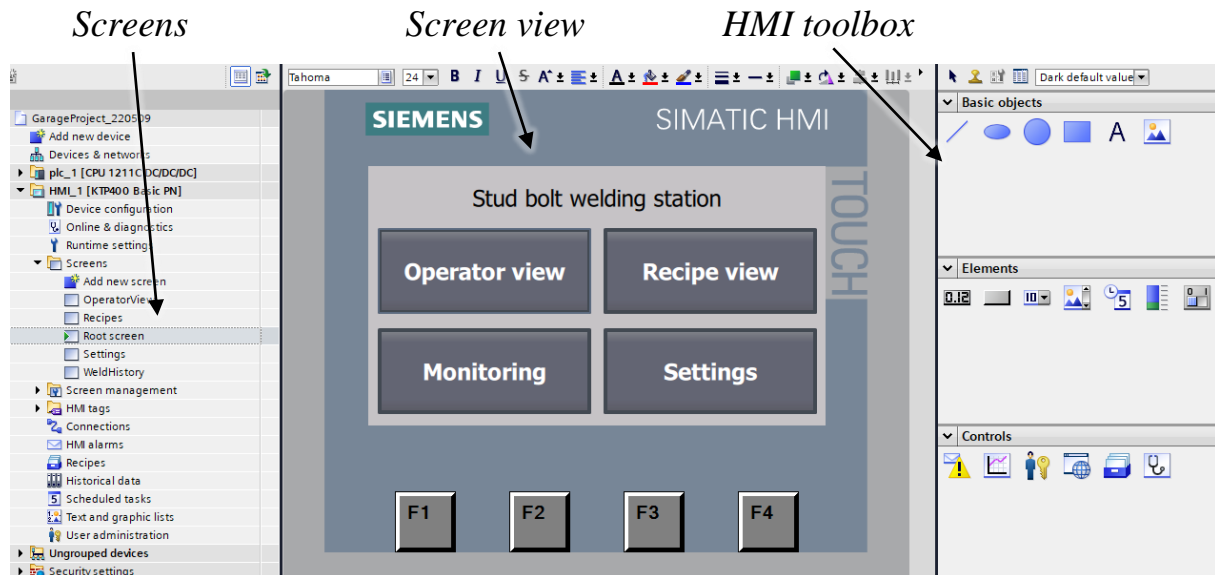 Screens
Screen view
HMI toolbox
Tahoma
24
B I U S A A
Dark default value
Basic objects
A
Elements
0.12
10
5
0 1
Controls
GarageProject_220509
Add new device
Devices & networks
plc_1 [CPU 1211C DC/DC/DC]
HMI_1 [KTP400 Basic PN]
Device configuration
Online & diagnostics
Runtime settings
Screens
Add new screen
OperatorView
Recipes
Root screen
Settings
WeldHistory
Screen management
HMI tags
Connections
HMI alarms
Recipes
Historical data
Scheduled tasks
Text and graphic lists
User administration
Ungrouped devices
Security settings
SIEMENS
SIMATIC HMI
TOUCH
Stud bolt welding station
Operator view
Recipe view
Monitoring
Settings
F1
F2
F3
F4